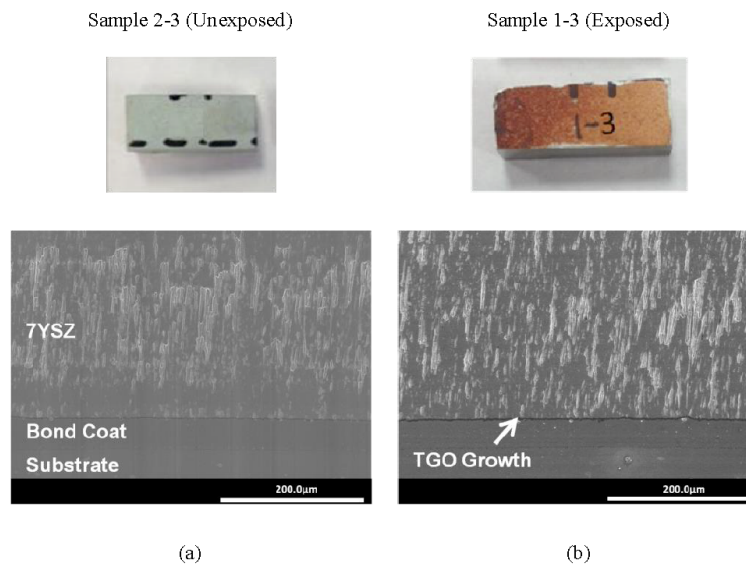 Sample 2-3 (Unexposed)
Sample 1-3 (Exposed)
1-3
7YSZ
Bond Coat
Substrate
TGO Growth
200.0µm
200.0µm
(a)
(b)